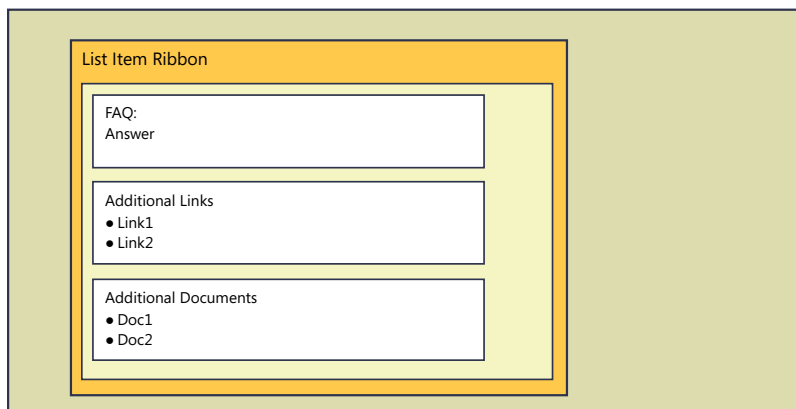 List Item Ribbon
FAQ:
Answer
Additional Links
● Link1
● Link2
Additional Documents
● Doc1
● Doc2